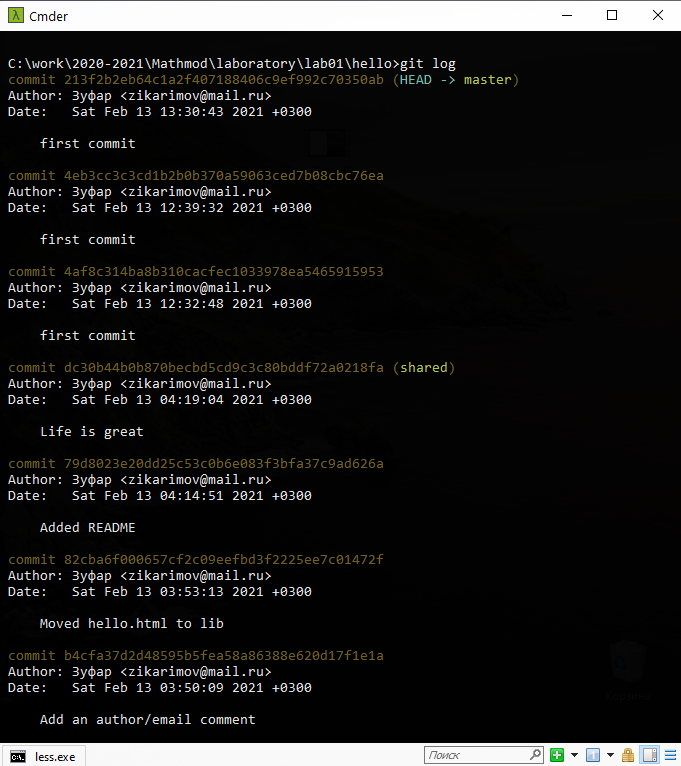 Cmder
C:\work\2020-2021\Mathmod\laboratory\lab01\hello>git log
commit 213f2b2eb64c1a2f407188406c9ef992c70350ab (HEAD -> master)
Author: Зуфар <zikarimov@mail.ru>
Date:   Sat Feb 13 13:30:43 2021 +0300
first commit
commit 4eb3cc3c3cd1b2b0b370a59063ced7b08cbc76ea
Author: Зуфар <zikarimov@mail.ru>
Date:   Sat Feb 13 12:39:32 2021 +0300
first commit
commit 4af8c314ba8b310cacfec1033978ea5465915953
Author: Зуфар <zikarimov@mail.ru>
Date:   Sat Feb 13 12:32:48 2021 +0300
first commit
commit dc30b44b0b870becbd5cd9c3c80bddf72a0218fa (shared)
Author: Зуфар <zikarimov@mail.ru>
Date:   Sat Feb 13 04:19:04 2021 +0300
Life is great
commit 79d8023e20dd25c53c0b6e083f3bfa37c9ad626a
Author: Зуфар <zikarimov@mail.ru>
Date:   Sat Feb 13 04:14:51 2021 +0300
Added README
commit 82cba6f000657cf2c09eefbd3f2225ee7c01472f
Author: Зуфар <zikarimov@mail.ru>
Date:   Sat Feb 13 03:53:13 2021 +0300
Moved hello.html to lib
commit b4cfa37d2d48595b5fea58a86388e620d17f1e1a
Author: Зуфар <zikarimov@mail.ru>
Date:   Sat Feb 13 03:50:09 2021 +0300
Add an author/email comment
less.exe
Поиск